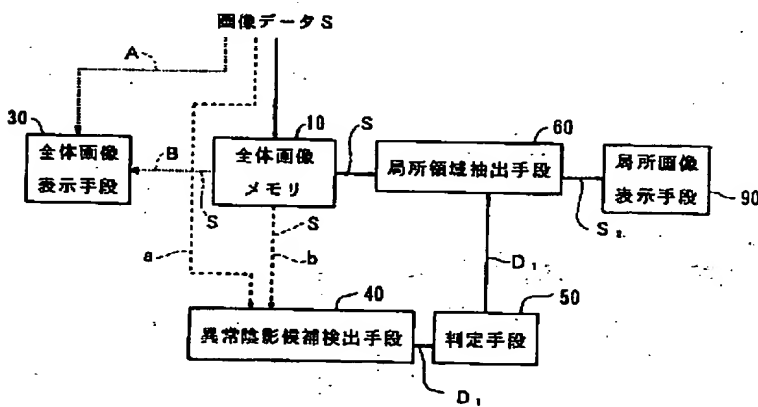 画像データS
A
30
全体画像
表示手段
B
S
10
全体画像
メモリ
S
60
局所領域抽出手段
局所画像
表示手段
90
S₂
S
a
b
D₁
40
異常陰影候補検出手段
50
判定手段
D₁